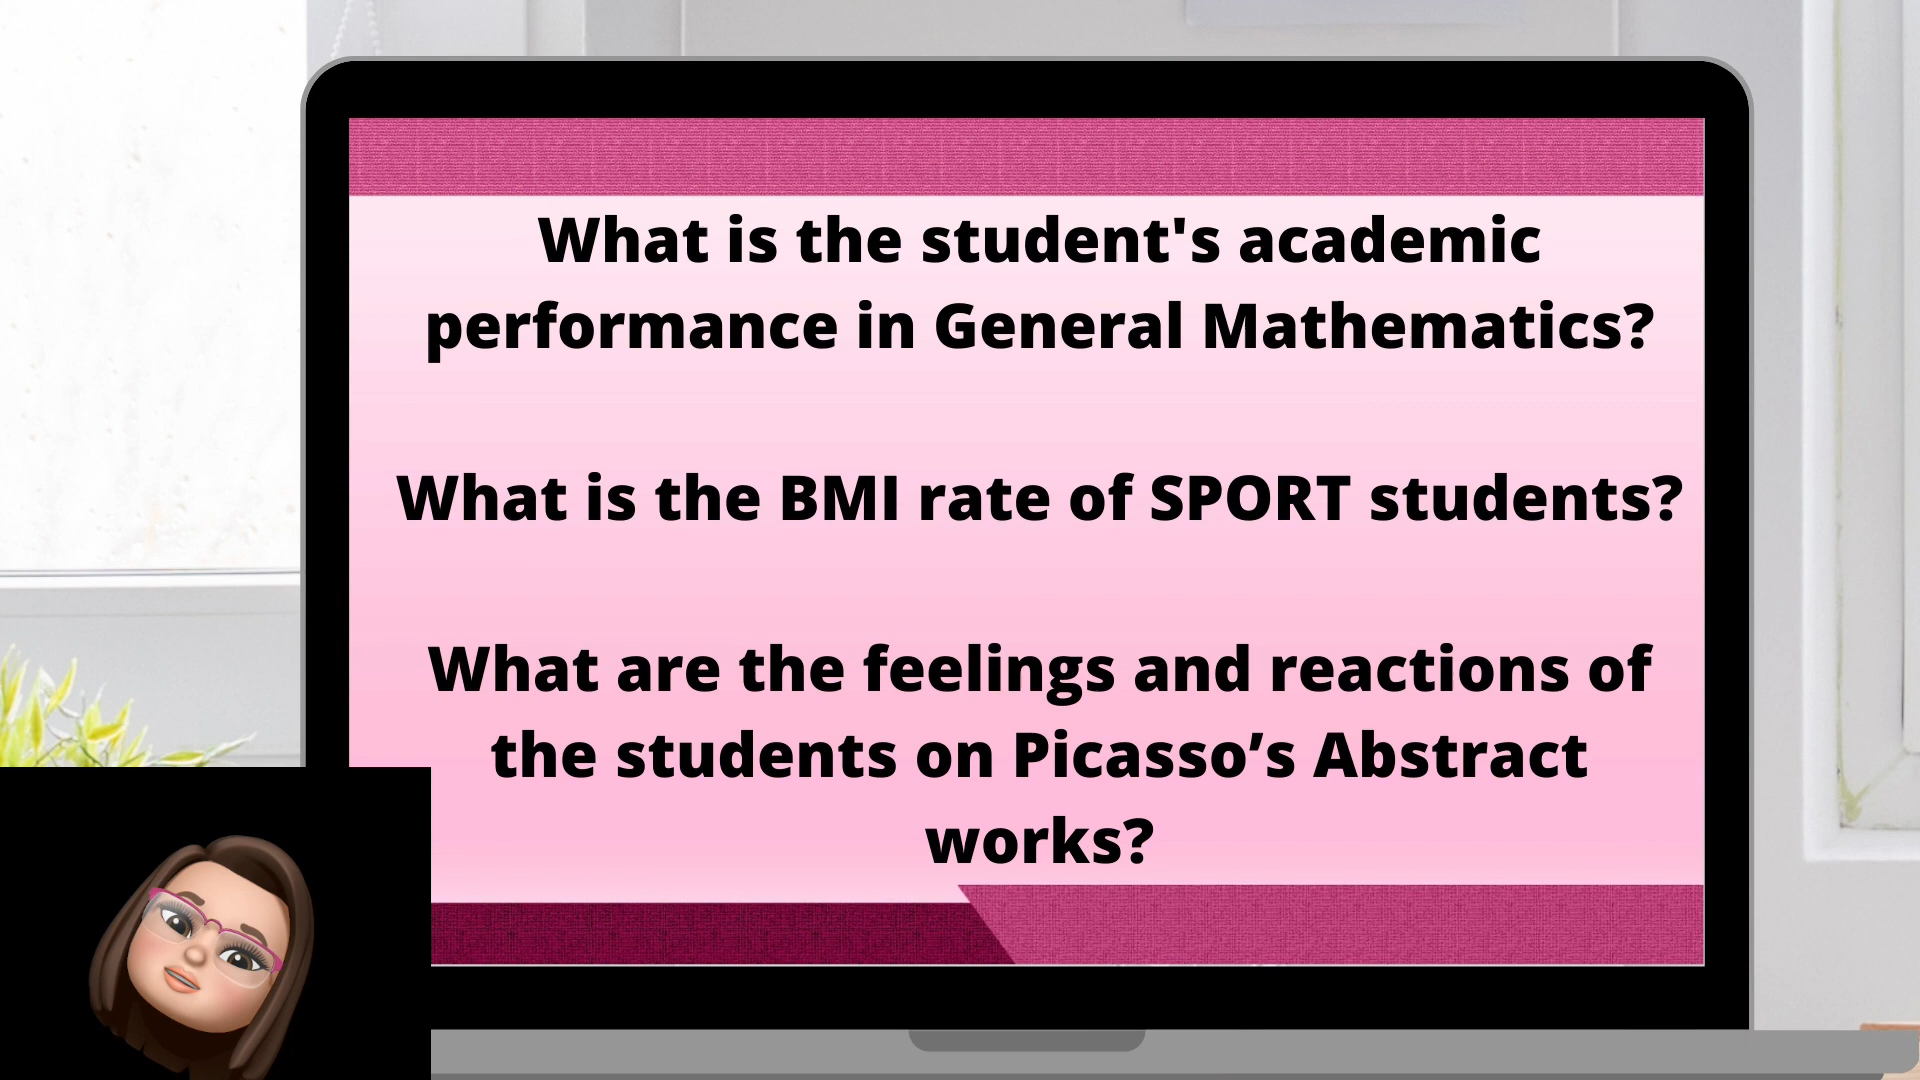 What is the student's academic
performance in General Mathematics?
What is the BMI rate of SPORT students?
What are the feelings and reactions of
the students on Picasso’s Abstract
works?